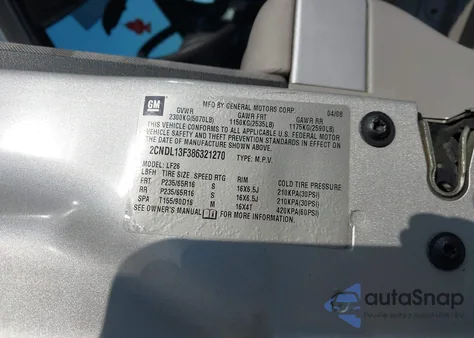 GM
MFD BY GENERAL MOTORS CORP 04/08
GVWR GAWR FRT GAWR RR
2300KG(5070LB) 1150KG(2535LB) 1175KG(2590LB)
THIS VEHICLE CONFORMS TO ALL APPLICABLE U.S. FEDERAL MOTOR
VEHICLE SAFETY AND THEFT PREVENTION STANDARDS IN EFFECT ON
THE DATE OF MANUFACTURE SHOWN ABOVE.
2CNDL13F386321270 TYPE: M.P.V.
MODEL: LF26
LBFH TIRE SIZE SPEED RTG RIM COLD TIRE PRESSURE
FRT P235/65R16 S 16X6.5J 210KPA(30PSI)
RR P235/65R16 S 16X6.5J 210KPA(30PSI)
SPA T155/90D16 M 16X4T 420KPA(60PSI)
SEE OWNER'S MANUAL FOR MORE INFORMATION.
autoSnap